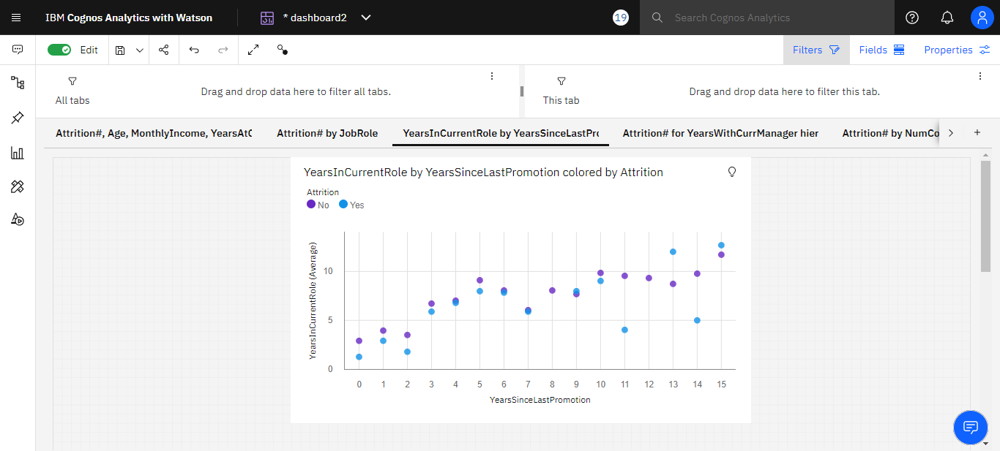 IBM Cognos Analytics with Watson
* dashboard2
19
Search Cognos Analytics
Edit
Filters
Fields
Properties
All tabs
Drag and drop data here to filter all tabs.
This tab
Drag and drop data here to filter this tab.
Attrition#, Age, MonthlyIncome, YearsAtC
Attrition# by JobRole
YearsInCurrentRole by YearsSinceLastPro
Attrition# for YearsWithCurrManager hier
Attrition# by NumCo
YearsInCurrentRole by YearsSinceLastPromotion colored by Attrition
Attrition
No
Yes
YearsInCurrentRole (Average)
10
5
0
0 1 2 3 4 5 6 7 8 9 10 11 12 13 14 15
YearsSinceLastPromotion